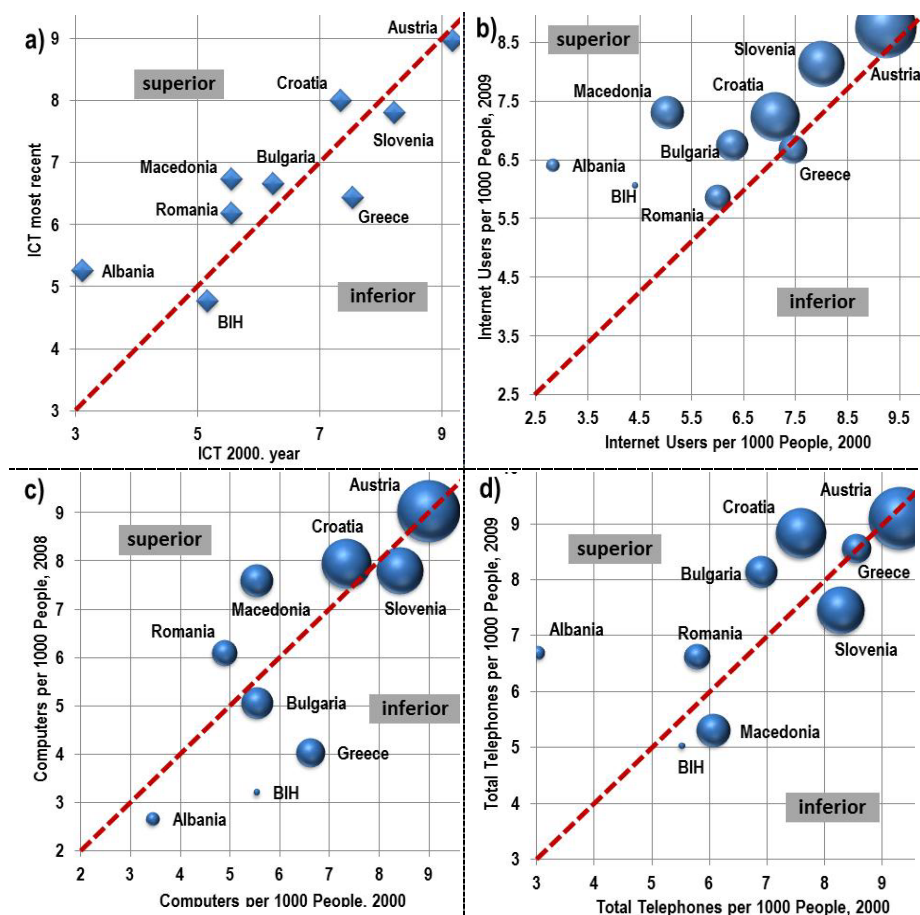 a)
9
8
7
6
5
4
3
3
5
7
9
ICT most recent
ICT 2000. year
superior
inferior
Austria
Croatia
Slovenia
Macedonia
Bulgaria
Romania
Greece
Albania
BIH
b)
8.5
7.5
6.5
5.5
4.5
3.5
2.5
2.5
3.5
4.5
5.5
6.5
7.5
8.5
9.5
Internet Users per 1000 People, 2009
Internet Users per 1000 People, 2000
superior
inferior
Slovenia
Austria
Macedonia
Croatia
Bulgaria
Albania
Greece
BIH
Romania
c)
9
8
7
6
5
4
3
2
2
3
4
5
6
7
8
9
Computers per 1000 People, 2008
Computers per 1000 People, 2000
superior
inferior
Austria
Croatia
Macedonia
Slovenia
Romania
Bulgaria
Greece
BIH
Albania
d)
9
8
7
6
5
4
3
3
4
5
6
7
8
9
Total Telephones per 1000 People, 2009
Total Telephones per 1000 People, 2000
superior
inferior
Austria
Croatia
Bulgaria
Greece
Albania
Romania
Slovenia
Macedonia
BIH